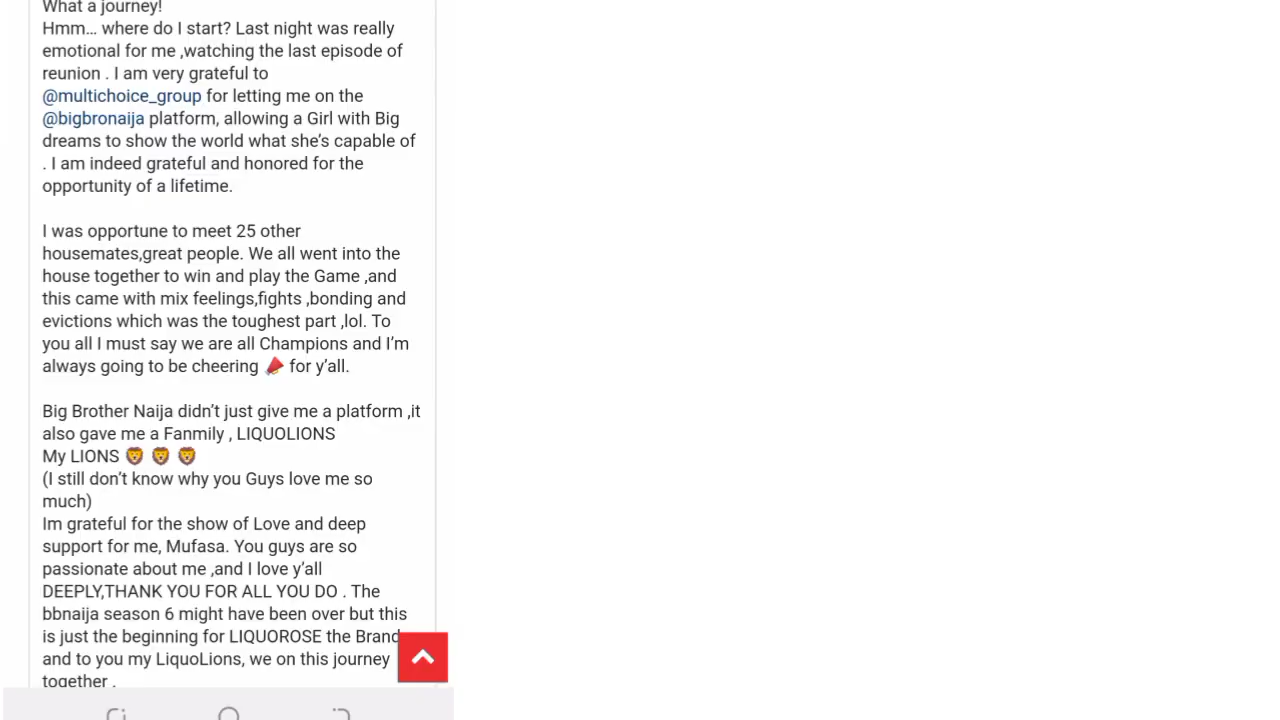 What a journey!
Hmm… where do I start? Last night was really
emotional for me ,watching the last episode of
reunion . I am very grateful to
@multichoice_group for letting me on the
@bigbronaija platform, allowing a Girl with Big
dreams to show the world what she’s capable of
. I am indeed grateful and honored for the
opportunity of a lifetime.
I was opportune to meet 25 other
housemates,great people. We all went into the
house together to win and play the Game ,and
this came with mix feelings,fights ,bonding and
evictions which was the toughest part ,lol. To
you all I must say we are all Champions and I’m
always going to be cheering 📣 for y’all.
Big Brother Naija didn’t just give me a platform ,it
also gave me a Fanmily , LIQUOLIONS
My LIONS 🦁 🦁 🦁
(I still don’t know why you Guys love me so
much)
Im grateful for the show of Love and deep
support for me, Mufasa. You guys are so
passionate about me ,and I love y’all
DEEPLY,THANK YOU FOR ALL YOU DO . The
bbnaija season 6 might have been over but this
is just the beginning for LIQUOROSE the Brand
and to you my LiquoLions, we on this journey
together .